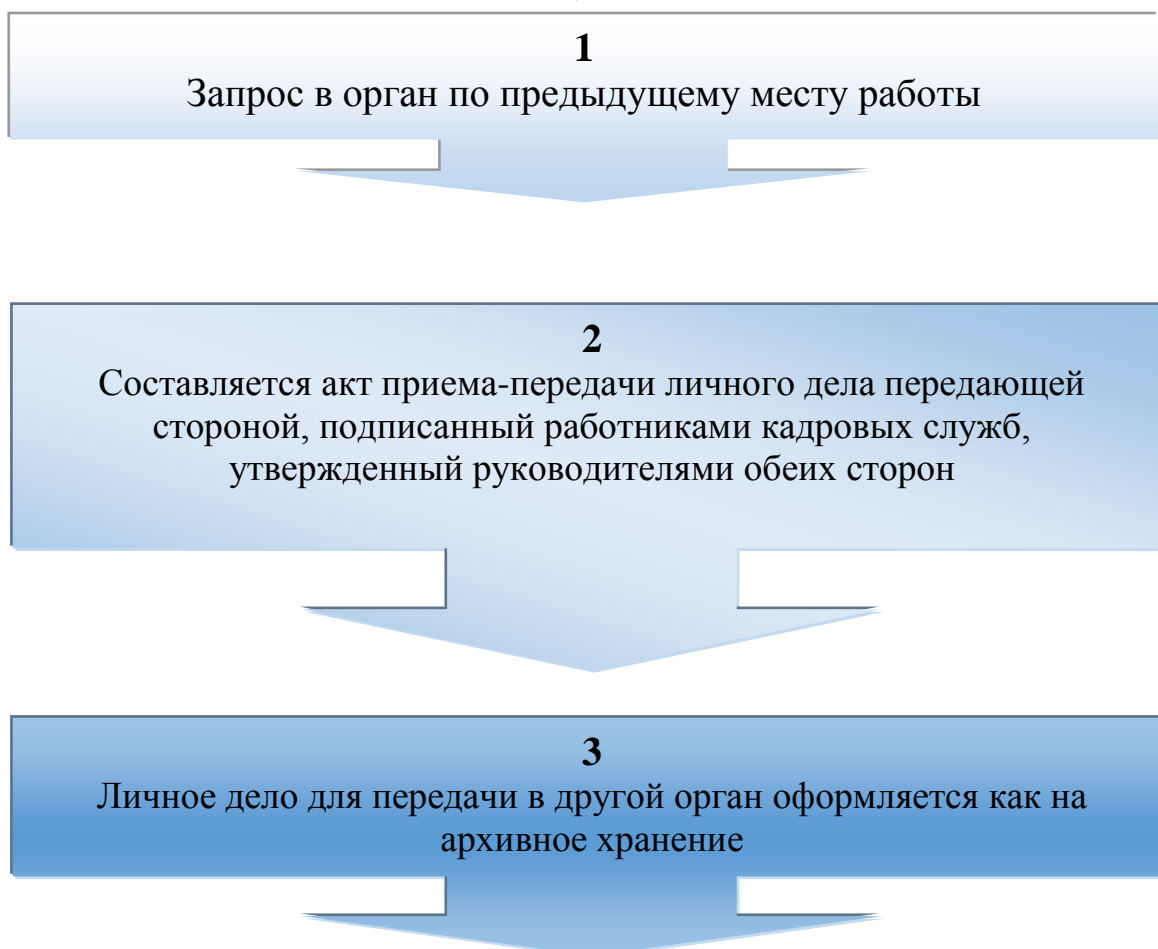 1
Запрос в орган по предыдущему месту работы
2
Составляется акт приема-передачи личного дела передающей
стороной, подписанный работниками кадровых служб,
утвержденный руководителями обеих сторон
3
Личное дело для передачи в другой орган оформляется как на
архивное хранение